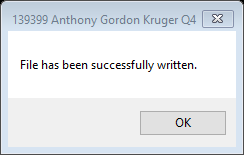 139399 Anthony Gordon Kruger Q4
File has been successfully written.
OK